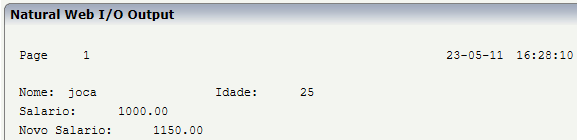 Natural Web I/O Output
Page 1 23-05-11 16:28:10
Nome: joca Idade: 25
Salario: 1000.00
Novo Salario: 1150.00